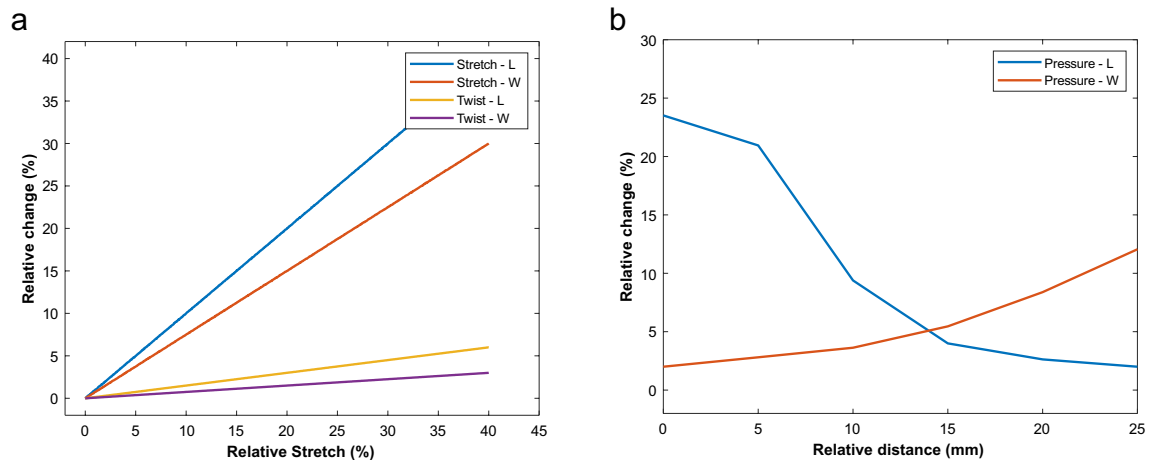 a
40
35
30
25
20
15
10
5
0
Relative change (%)
0 5 10 15 20 25 30 35 40 45
Relative Stretch (%)
Stretch - L
Stretch - W
Twist - L
Twist - W
b
30
25
20
15
10
5
0
Relative change (%)
0 5 10 15 20 25
Relative distance (mm)
Pressure - L
Pressure - W